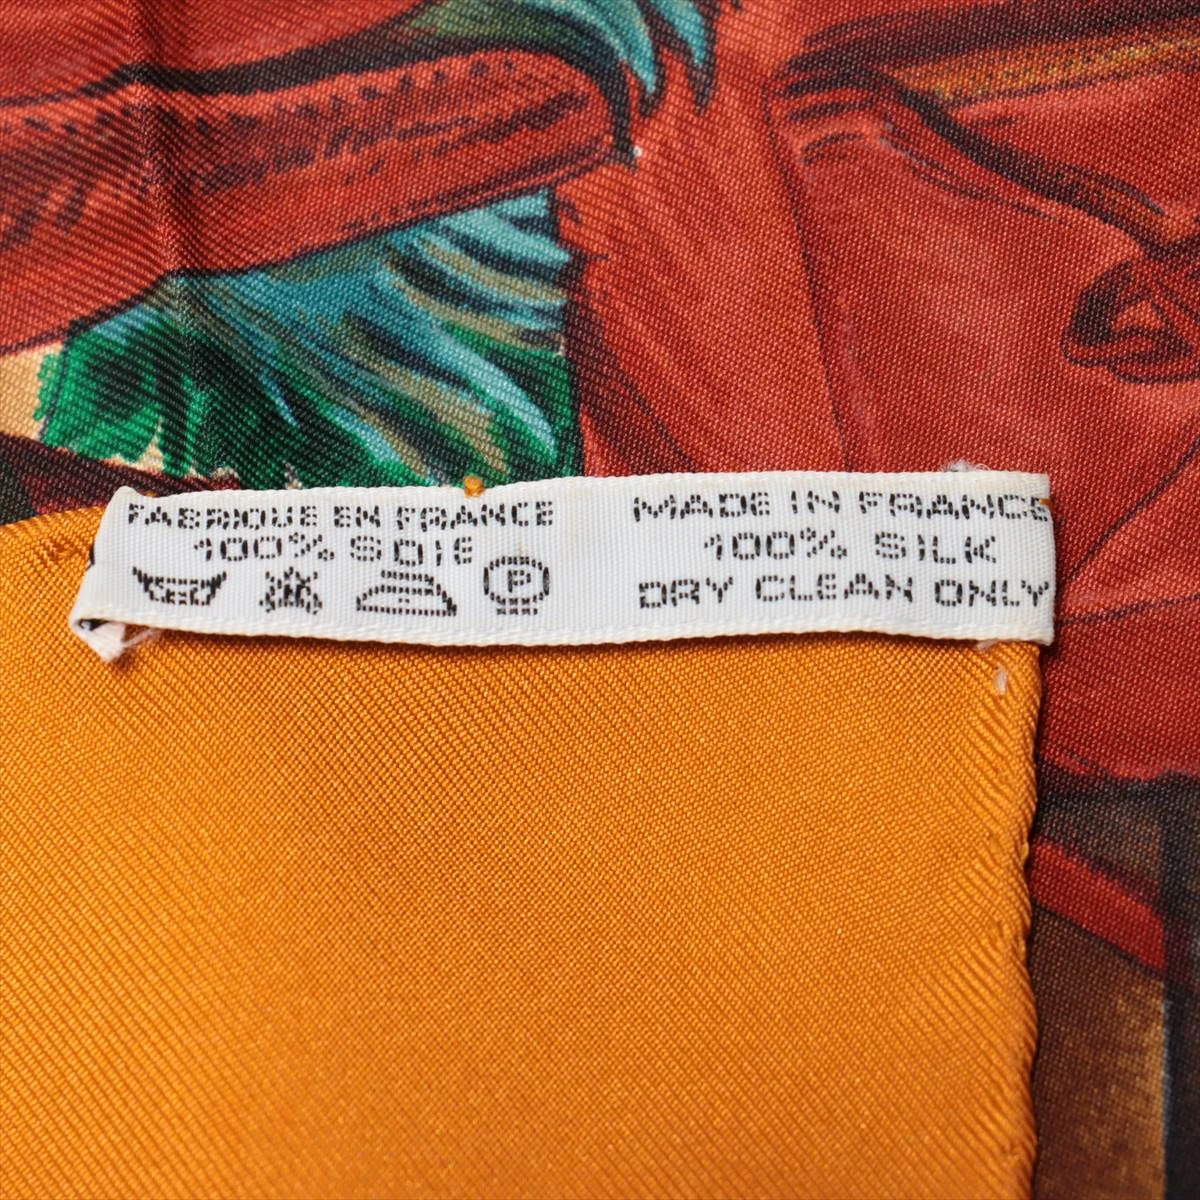 FABRIQUE EN FRANCE
100% SOIE
P
MADE IN FRANCE
100% SILK
DRY CLEAN ONLY